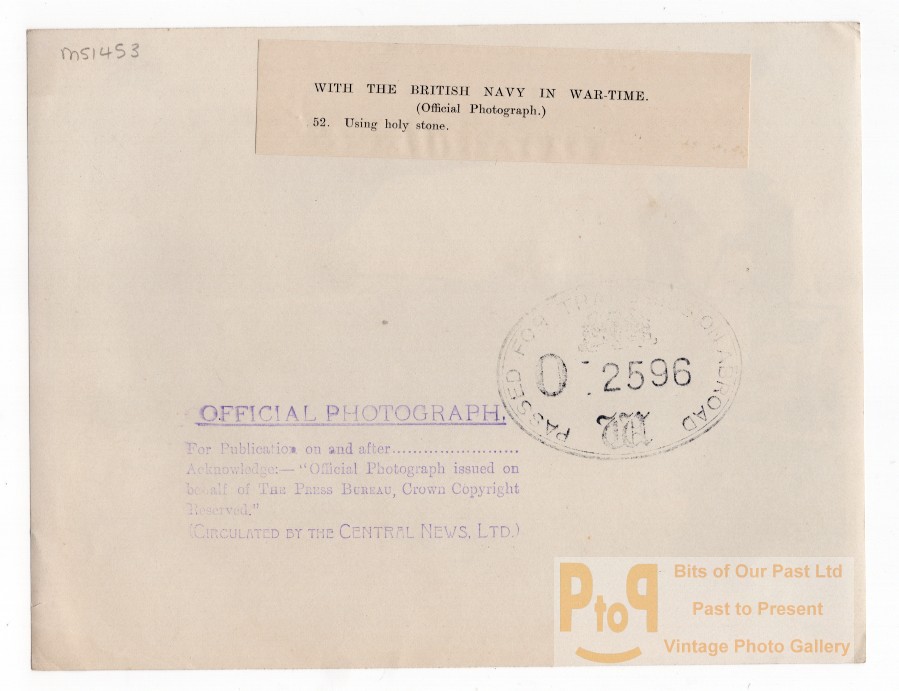 m51453
WITH THE BRITISH NAVY IN WAR-TIME.
(Official Photograph.)
52. Using holy stone.
PASSED FOR TRANSMISSION ABROAD
O 2596
W
OFFICIAL PHOTOGRAPH.
For Publication on and after........................
Acknowledge:— "Official Photograph issued on
behalf of THE PRESS BUREAU, Crown Copyright
Reserved."
(CIRCULATED BY THE CENTRAL NEWS, LTD.)
PtoP
Bits of Our Past Ltd
Past to Present
Vintage Photo Gallery